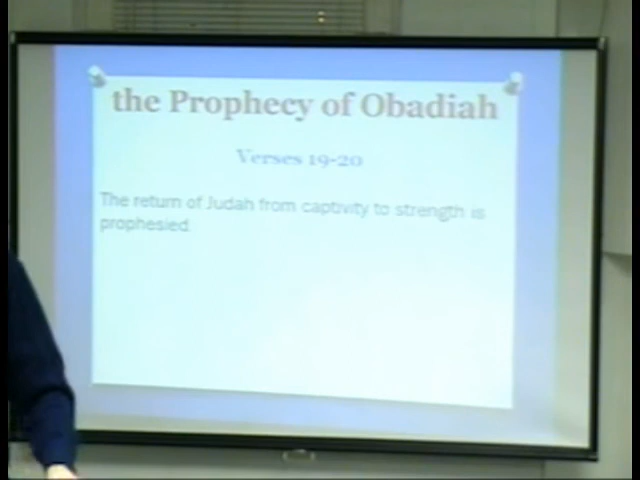 the Prophecy of Obadiah
Verses 19-20
The return of Judah from captivity to strength is
prophesied.